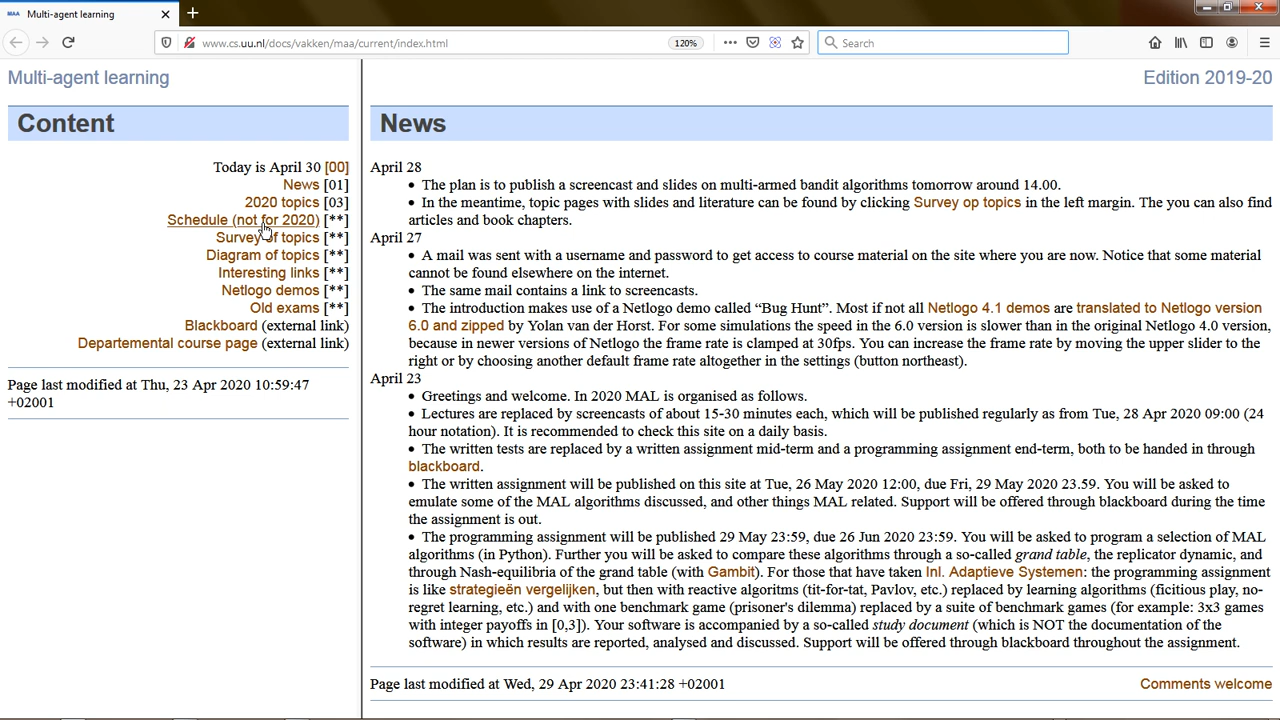 MAA Multi-agent learning
www.cs.uu.nl/docs/vakken/maa/current/index.html
120%
Search
Multi-agent learning
Edition 2019-20
Content
Today is April 30 [00]
News [01]
2020 topics [03]
Schedule (not for 2020) [**]
Survey of topics [**]
Diagram of topics [**]
Interesting links [**]
Netlogo demos [**]
Old exams [**]
Blackboard (external link)
Departemental course page (external link)
Page last modified at Thu, 23 Apr 2020 10:59:47
+02001
News
April 28
• The plan is to publish a screencast and slides on multi-armed bandit algorithms tomorrow around 14.00.
• In the meantime, topic pages with slides and literature can be found by clicking Survey op topics in the left margin. The you can also find
articles and book chapters.
April 27
• A mail was sent with a username and password to get access to course material on the site where you are now. Notice that some material
cannot be found elsewhere on the internet.
• The same mail contains a link to screencasts.
• The introduction makes use of a Netlogo demo called “Bug Hunt”. Most if not all Netlogo 4.1 demos are translated to Netlogo version
6.0 and zipped by Yolan van der Horst. For some simulations the speed in the 6.0 version is slower than in the original Netlogo 4.0 version,
because in newer versions of Netlogo the frame rate is clamped at 30fps. You can increase the frame rate by moving the upper slider to the
right or by choosing another default frame rate altogether in the settings (button northeast).
April 23
• Greetings and welcome. In 2020 MAL is organised as follows.
• Lectures are replaced by screencasts of about 15-30 minutes each, which will be published regularly as from Tue, 28 Apr 2020 09:00 (24
hour notation). It is recommended to check this site on a daily basis.
• The written tests are replaced by a written assignment mid-term and a programming assignment end-term, both to be handed in through
blackboard.
• The written assignment will be published on this site at Tue, 26 May 2020 12:00, due Fri, 29 May 2020 23.59. You will be asked to
emulate some of the MAL algorithms discussed, and other things MAL related. Support will be offered through blackboard during the time
the assignment is out.
• The programming assignment will be published 29 May 23:59, due 26 Jun 2020 23:59. You will be asked to program a selection of MAL
algorithms (in Python). Further you will be asked to compare these algorithms through a so-called grand table, the replicator dynamic, and
through Nash-equilibria of the grand table (with Gambit). For those that have taken Inl. Adaptieve Systemen: the programming assignment
is like strategieën vergelijken, but then with reactive algoritms (tit-for-tat, Pavlov, etc.) replaced by learning algorithms (ficitious play, no-
regret learning, etc.) and with one benchmark game (prisoner's dilemma) replaced by a suite of benchmark games (for example: 3x3 games
with integer payoffs in [0,3]). Your software is accompanied by a so-called study document (which is NOT the documentation of the
software) in which results are reported, analysed and discussed. Support will be offered through blackboard throughout the assignment.
Page last modified at Wed, 29 Apr 2020 23:41:28 +02001
Comments welcome